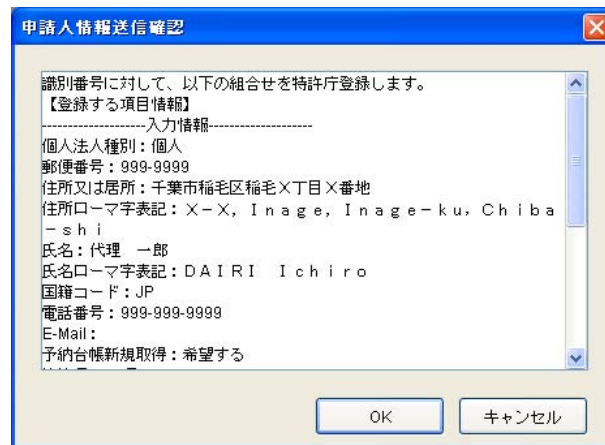 申請人情報送信確認
識別番号に対して、以下の組合せを特許庁登録します。
【登録する項目情報】
-------------------入力情報-------------------
個人法人種別：個人
郵便番号：999-9999
住所又は居所：千葉市稲毛区稲毛X丁目X番地
住所ローマ字表記：X－X，Ｉｎａｇｅ，Ｉｎａｇｅ－ｋｕ，Ｃｈｉｂａ
－ｓｈｉ
氏名：代理　一郎
氏名ローマ字表記：ＤＡＩＲＩ　Ｉｃｈｉｒｏ
国籍コード：JP
電話番号：999-999-9999
E-Mail：
予納台帳新規取得：希望する
OK
キャンセル